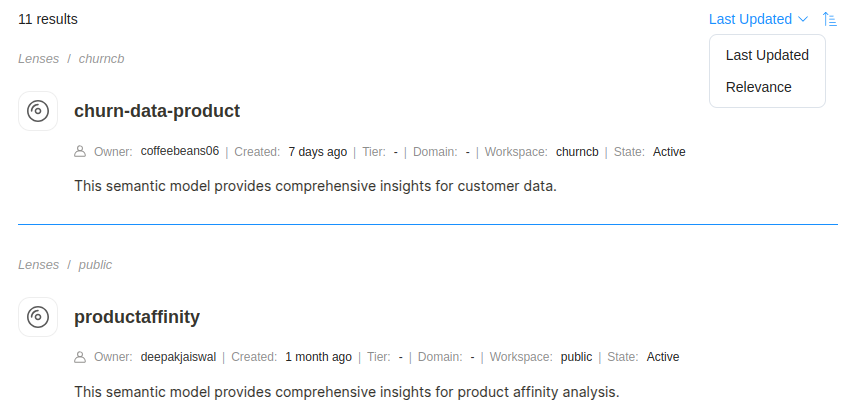 11 results
Last Updated
Last Updated
Relevance
Lenses / churncb
churn-data-product
Owner: coffeebeans06 | Created: 7 days ago | Tier: - | Domain: - | Workspace: churncb | State: Active
This semantic model provides comprehensive insights for customer data.
Lenses / public
productaffinity
Owner: deepakjaiswal | Created: 1 month ago | Tier: - | Domain: - | Workspace: public | State: Active
This semantic model provides comprehensive insights for product affinity analysis.